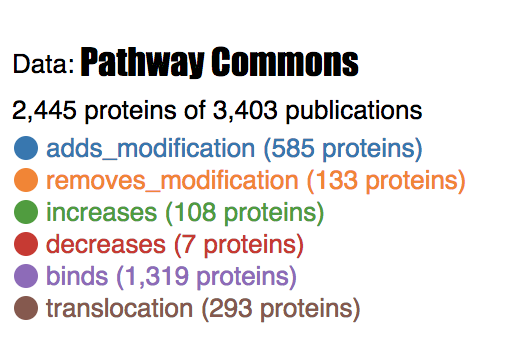 Data: Pathway Commons
2,445 proteins of 3,403 publications
adds_modification (585 proteins)
removes_modification (133 proteins)
increases (108 proteins)
decreases (7 proteins)
binds (1,319 proteins)
translocation (293 proteins)